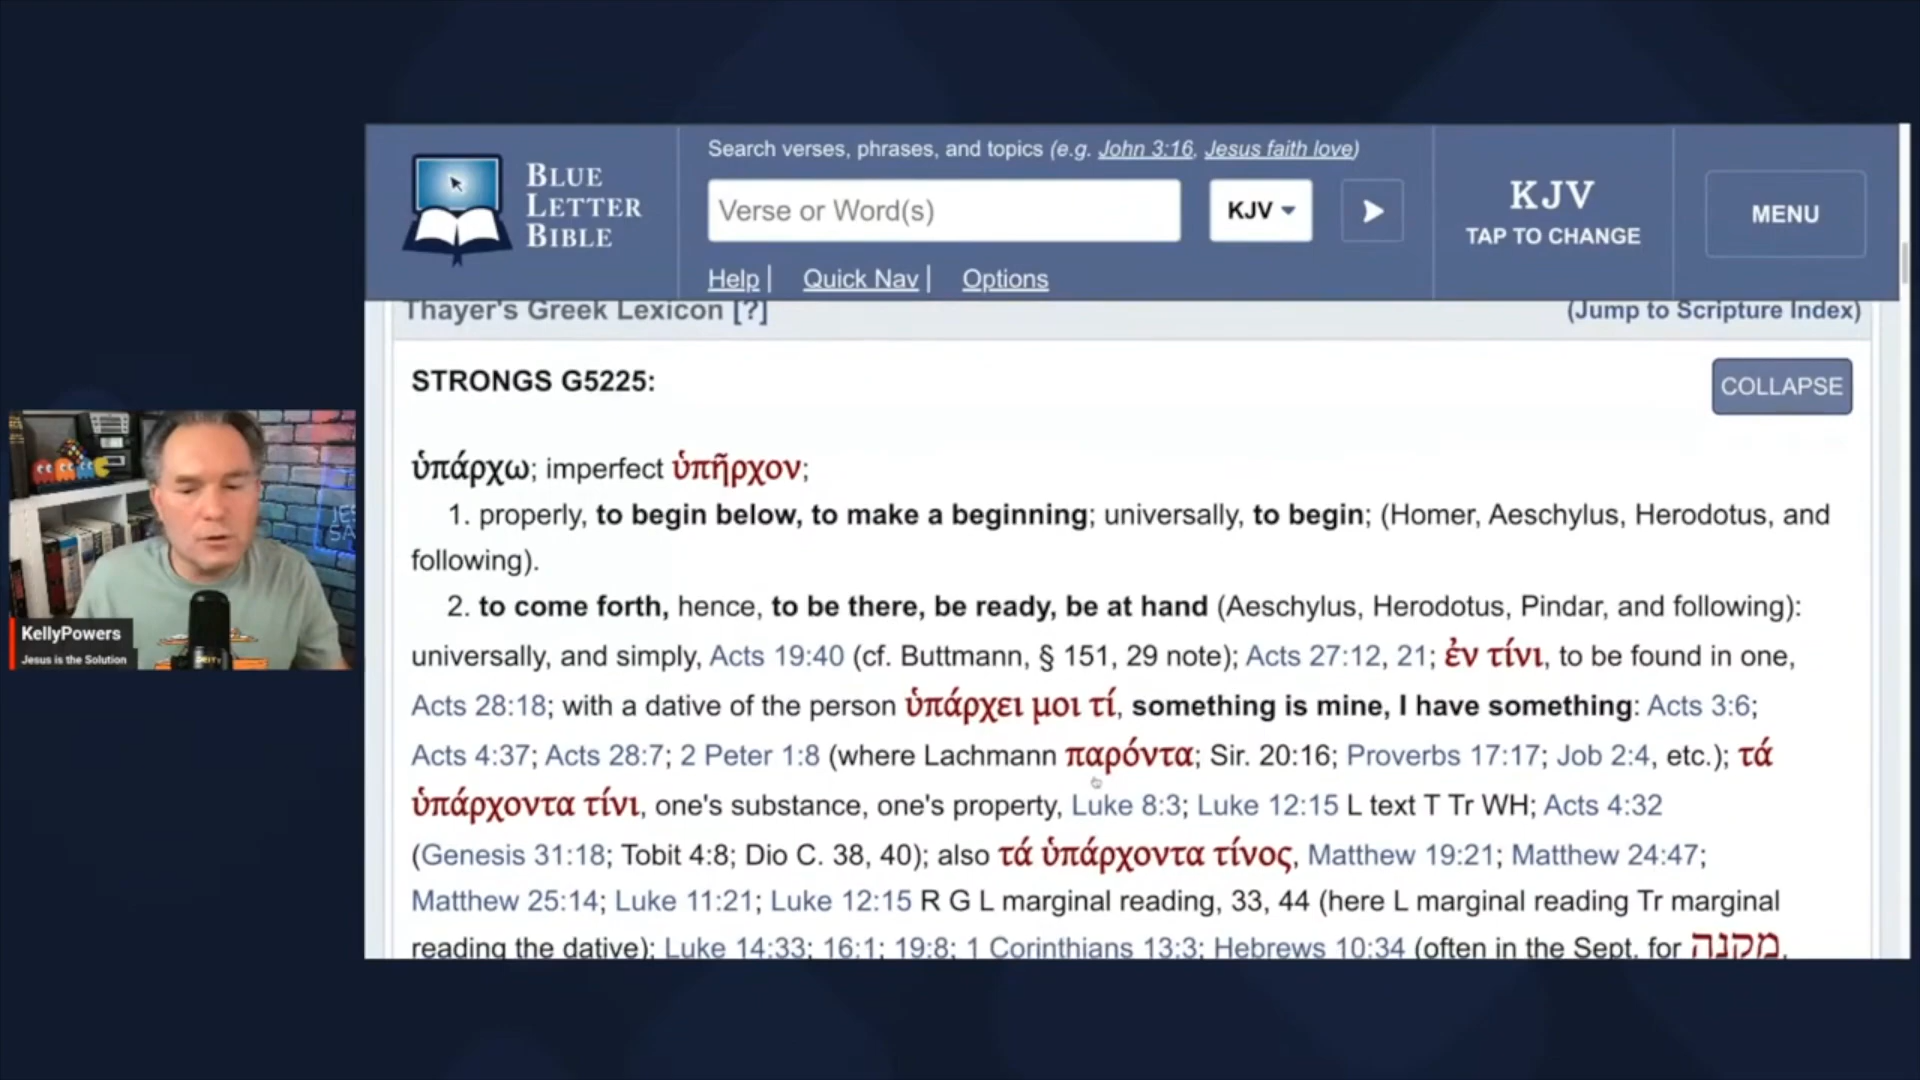 BLUE
LETTER
BIBLE
Search verses, phrases, and topics (e.g. John 3:16, Jesus faith love)
Verse or Word(s)
KJV
Help| Quick Nav| Options
KJV
TAP TO CHANGE
MENU
Thayer's Greek Lexicon [?]
(Jump to Scripture Index)
STRONGS G5225:
COLLAPSE
ὑπάρχω; imperfect ὑπῆρχον;
1. properly, to begin below, to make a beginning; universally, to begin; (Homer, Aeschylus, Herodotus, and
following).
2. to come forth, hence, to be there, be ready, be at hand (Aeschylus, Herodotus, Pindar, and following):
universally, and simply, Acts 19:40 (cf. Buttmann, § 151, 29 note); Acts 27:12, 21; ἐν τίνι, to be found in one,
Acts 28:18; with a dative of the person ὑπάρχει μοι τί, something is mine, I have something: Acts 3:6;
Acts 4:37; Acts 28:7; 2 Peter 1:8 (where Lachmann παρόντα; Sir. 20:16; Proverbs 17:17; Job 2:4, etc.); τά
ὑπάρχοντα τίνι, one's substance, one's property, Luke 8:3; Luke 12:15 L text T Tr WH; Acts 4:32
(Genesis 31:18; Tobit 4:8; Dio C. 38, 40); also τά ὑπάρχοντα τίνος, Matthew 19:21; Matthew 24:47;
Matthew 25:14; Luke 11:21; Luke 12:15 R G L marginal reading, 33, 44 (here L marginal reading Tr marginal
reading the dative); Luke 14:33; 16:1; 19:8; 1 Corinthians 13:3; Hebrews 10:34 (often in the Sept. for מקנה,
KellyPowers
Jesus is the Solution